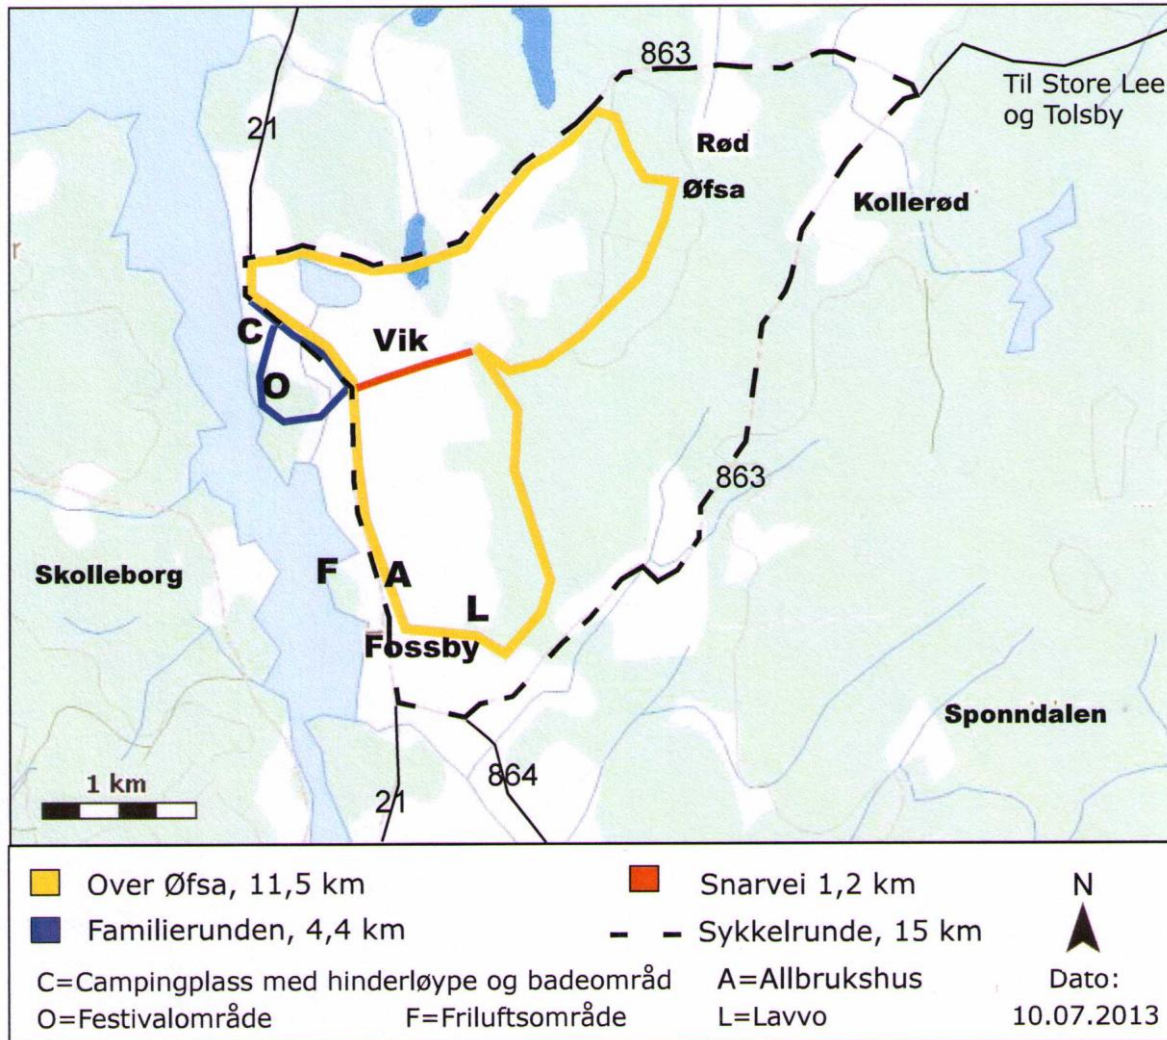 863
Til Store Lee
og Tolsby
21
Rød
Øfsa
Kollerød
r
C
Vik
O
863
Skolleborg
F
A
L
Fossby
Sponndalen
1 km
864
21
Over Øfsa, 11,5 km
Snarvei 1,2 km
N
Familierunden, 4,4 km
Sykkelrunde, 15 km
C=Campingplass med hinderløype og badeområd
A=Allbrukshus
Dato:
O=Festivalområde
F=Friluftsområde
L=Lavvo
10.07.2013